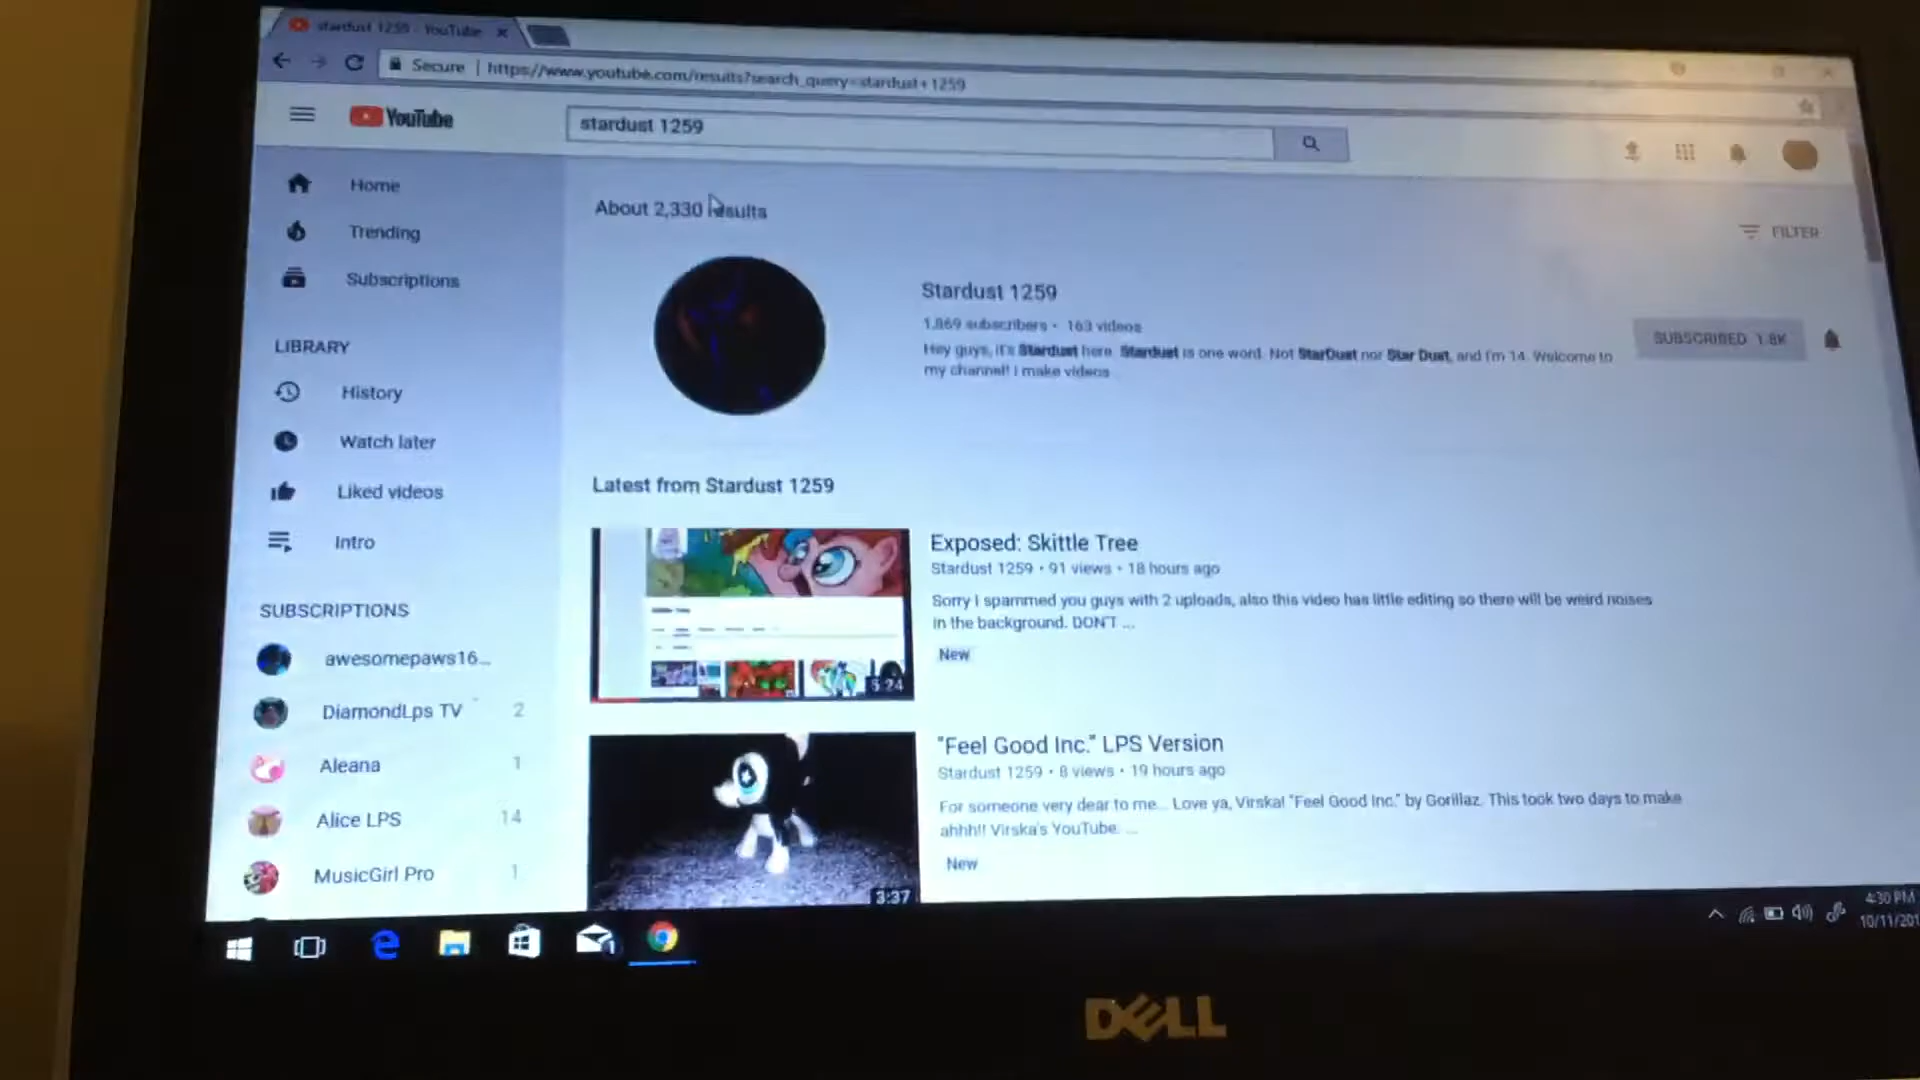 stardust 1259 - YouTube
Secure | https://www.youtube.com/results?search_query=stardust+1259
YouTube
stardust 1259
Home
Trending
Subscriptions
LIBRARY
History
Watch later
Liked videos
Intro
SUBSCRIPTIONS
awesomepaws16...
DiamondLps TV 2
Aleana 1
Alice LPS 14
MusicGirl Pro 1
About 2,330 results
FILTER
Stardust 1259
1,869 subscribers • 163 videos
Hey guys, it's Stardust here. Stardust is one word. Not StarDust nor Star Dust, and I'm 14. Welcome to
my channel! I make videos
SUBSCRIBED 1.8K
Latest from Stardust 1259
Exposed: Skittle Tree
Stardust 1259 • 91 views • 18 hours ago
Sorry I spammed you guys with 2 uploads, also this video has little editing so there will be weird noises
in the background. DON'T ...
New
5:24
"Feel Good Inc." LPS Version
Stardust 1259 • 8 views • 19 hours ago
For someone very dear to me... Love ya, Virska! "Feel Good Inc." by Gorillaz. This took two days to make
ahhh!! Virska's YouTube. ...
New
3:37
4:30 PM
10/11/201
DELL